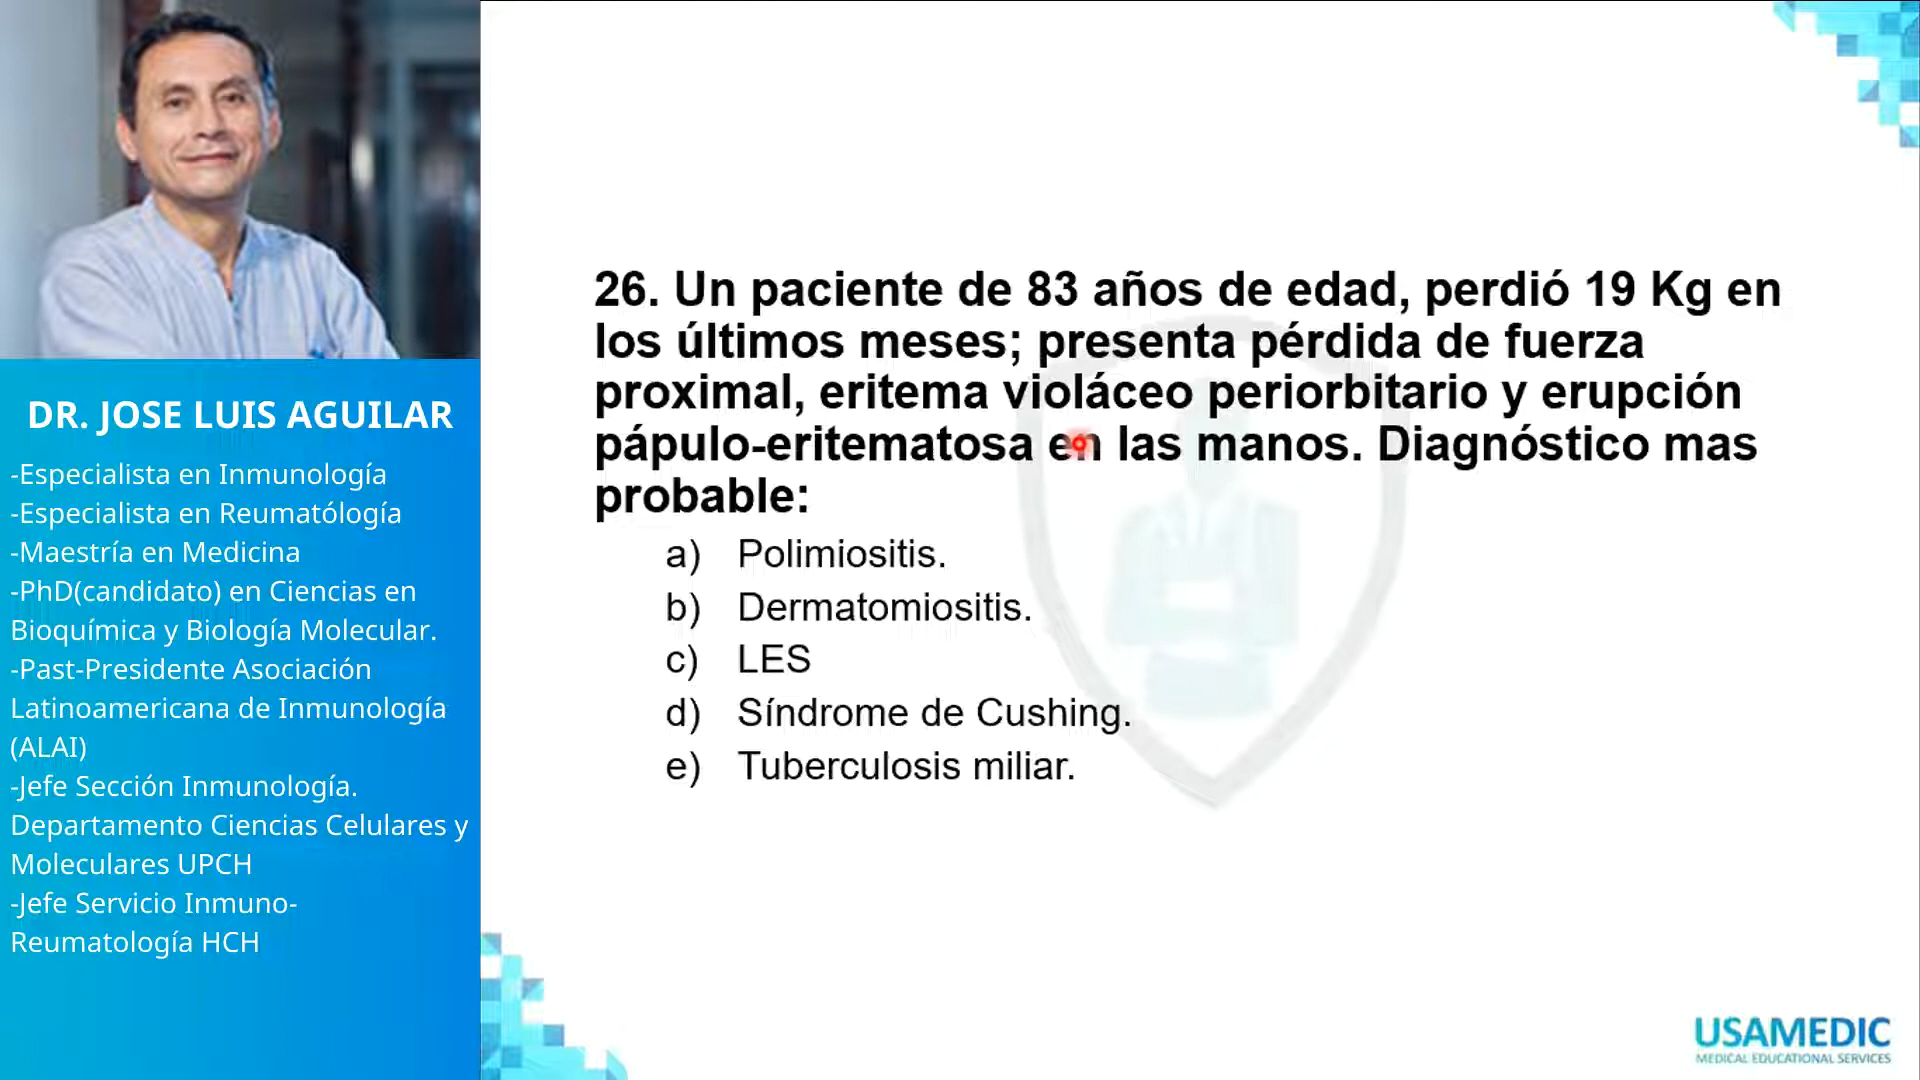 DR. JOSE LUIS AGUILAR
-Especialista en Inmunología
-Especialista en Reumatólogía
-Maestría en Medicina
-PhD(candidato) en Ciencias en
Bioquímica y Biología Molecular.
-Past-Presidente Asociación
Latinoamericana de Inmunología
(ALAI)
-Jefe Sección Inmunología.
Departamento Ciencias Celulares y
Moleculares UPCH
-Jefe Servicio Inmuno-
Reumatología HCH
26. Un paciente de 83 años de edad, perdió 19 Kg en
los últimos meses; presenta pérdida de fuerza
proximal, eritema violáceo periorbitario y erupción
pápulo-eritematosa en las manos. Diagnóstico mas
probable:
a) Polimiositis.
b) Dermatomiositis.
c) LES
d) Síndrome de Cushing.
e) Tuberculosis miliar.
USAMEDIC
MEDICAL EDUCATIONAL SERVICES